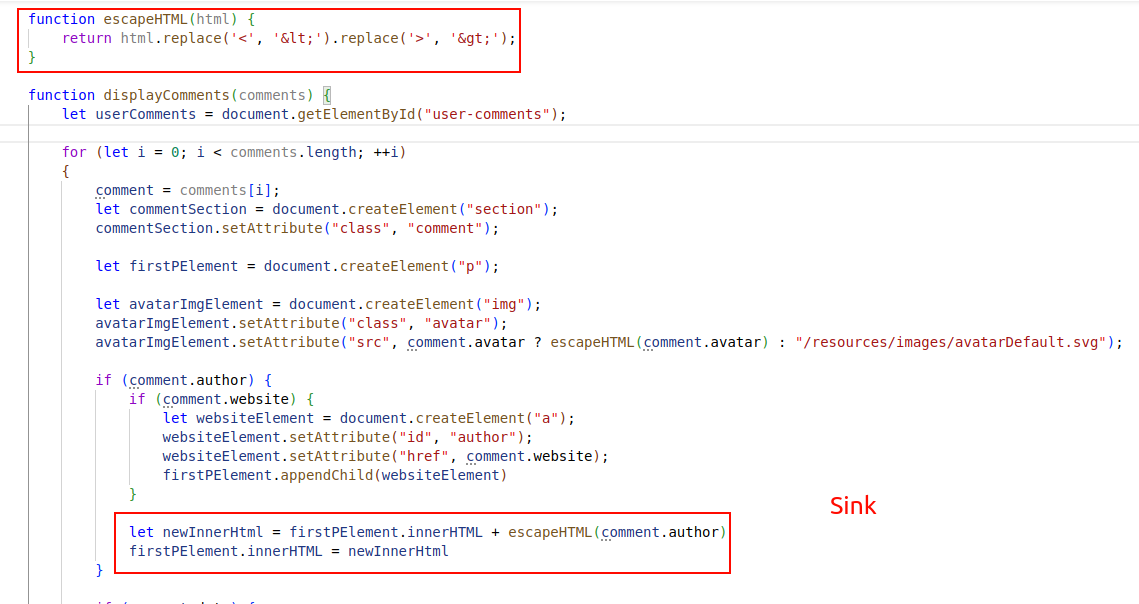 function escapeHTML(html) {
    return html.replace('<', '&lt;').replace('>', '&gt;');
}
function displayComments(comments) {
    let userComments = document.getElementById("user-comments");
    for (let i = 0; i < comments.length; ++i)
    {
        comment = comments[i];
        let commentSection = document.createElement("section");
        commentSection.setAttribute("class", "comment");
        let firstPElement = document.createElement("p");
        let avatarImgElement = document.createElement("img");
        avatarImgElement.setAttribute("class", "avatar");
        avatarImgElement.setAttribute("src", comment.avatar ? escapeHTML(comment.avatar) : "/resources/images/avatarDefault.svg");
        if (comment.author) {
            if (comment.website) {
                let websiteElement = document.createElement("a");
                websiteElement.setAttribute("id", "author");
                websiteElement.setAttribute("href", comment.website);
                firstPElement.appendChild(websiteElement)
            }
Sink
            let newInnerHtml = firstPElement.innerHTML + escapeHTML(comment.author)
            firstPElement.innerHTML = newInnerHtml
        }